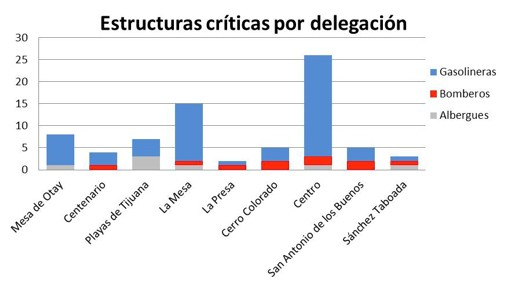 Estructuras críticas por delegación
30
25
20
15
10
5
0
Mesa de Otay
Centenario
Playas de Tijuana
La Mesa
La Presa
Cerro Colorado
Centro
San Antonio de los Buenos
Sánchez Taboada
Gasolineras
Bomberos
Albergues